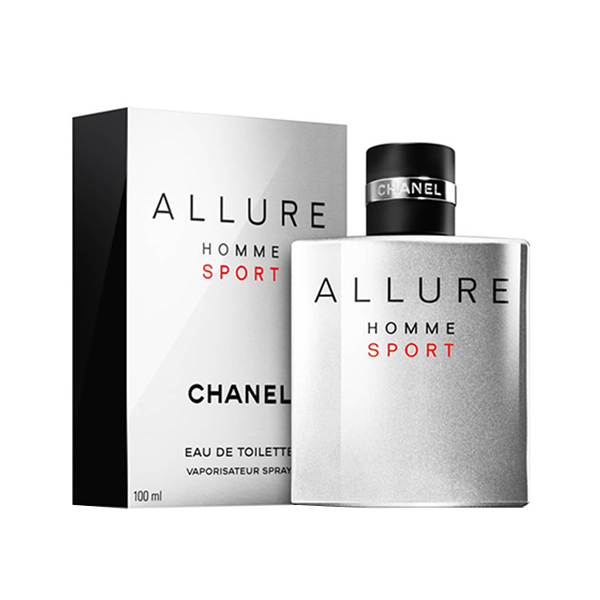 ALLURE
HOMME
SPORT
CHANEL
EAU DE TOILETTE
VAPORISATEUR SPRAY
100 ml
CHANEL
ALLURE
HOMME
SPORT